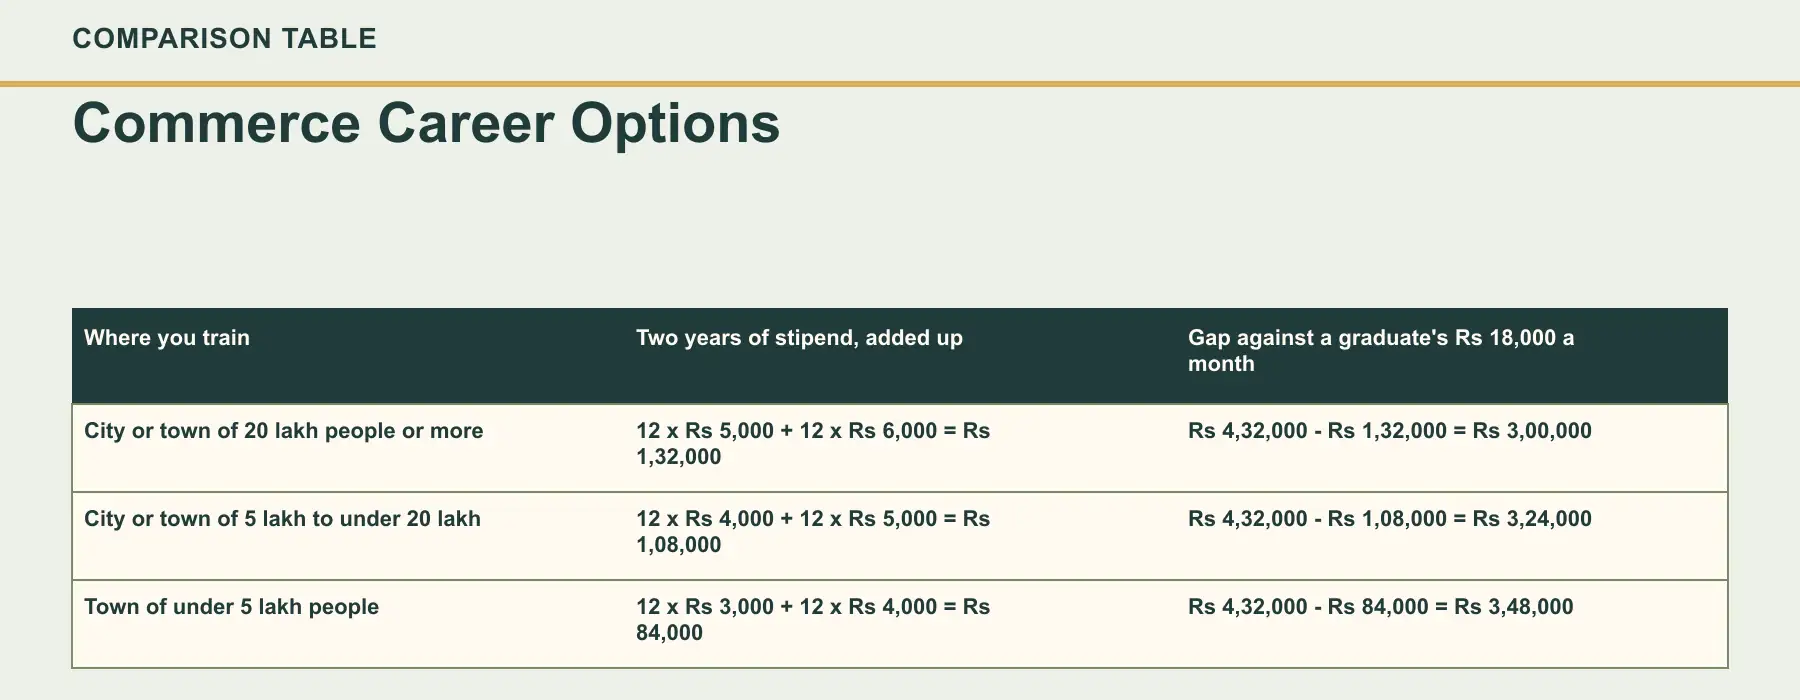 COMPARISON TABLE
Commerce Career Options
Where you train
Two years of stipend, added up
Gap against a graduate's Rs 18,000 a
month
City or town of 20 lakh people or more
12 x Rs 5,000 + 12 x Rs 6,000 = Rs
1,32,000
Rs 4,32,000 - Rs 1,32,000 = Rs 3,00,000
City or town of 5 lakh to under 20 lakh
12 x Rs 4,000 + 12 x Rs 5,000 = Rs
1,08,000
Rs 4,32,000 - Rs 1,08,000 = Rs 3,24,000
Town of under 5 lakh people
12 x Rs 3,000 + 12 x Rs 4,000 = Rs
84,000
Rs 4,32,000 - Rs 84,000 = Rs 3,48,000